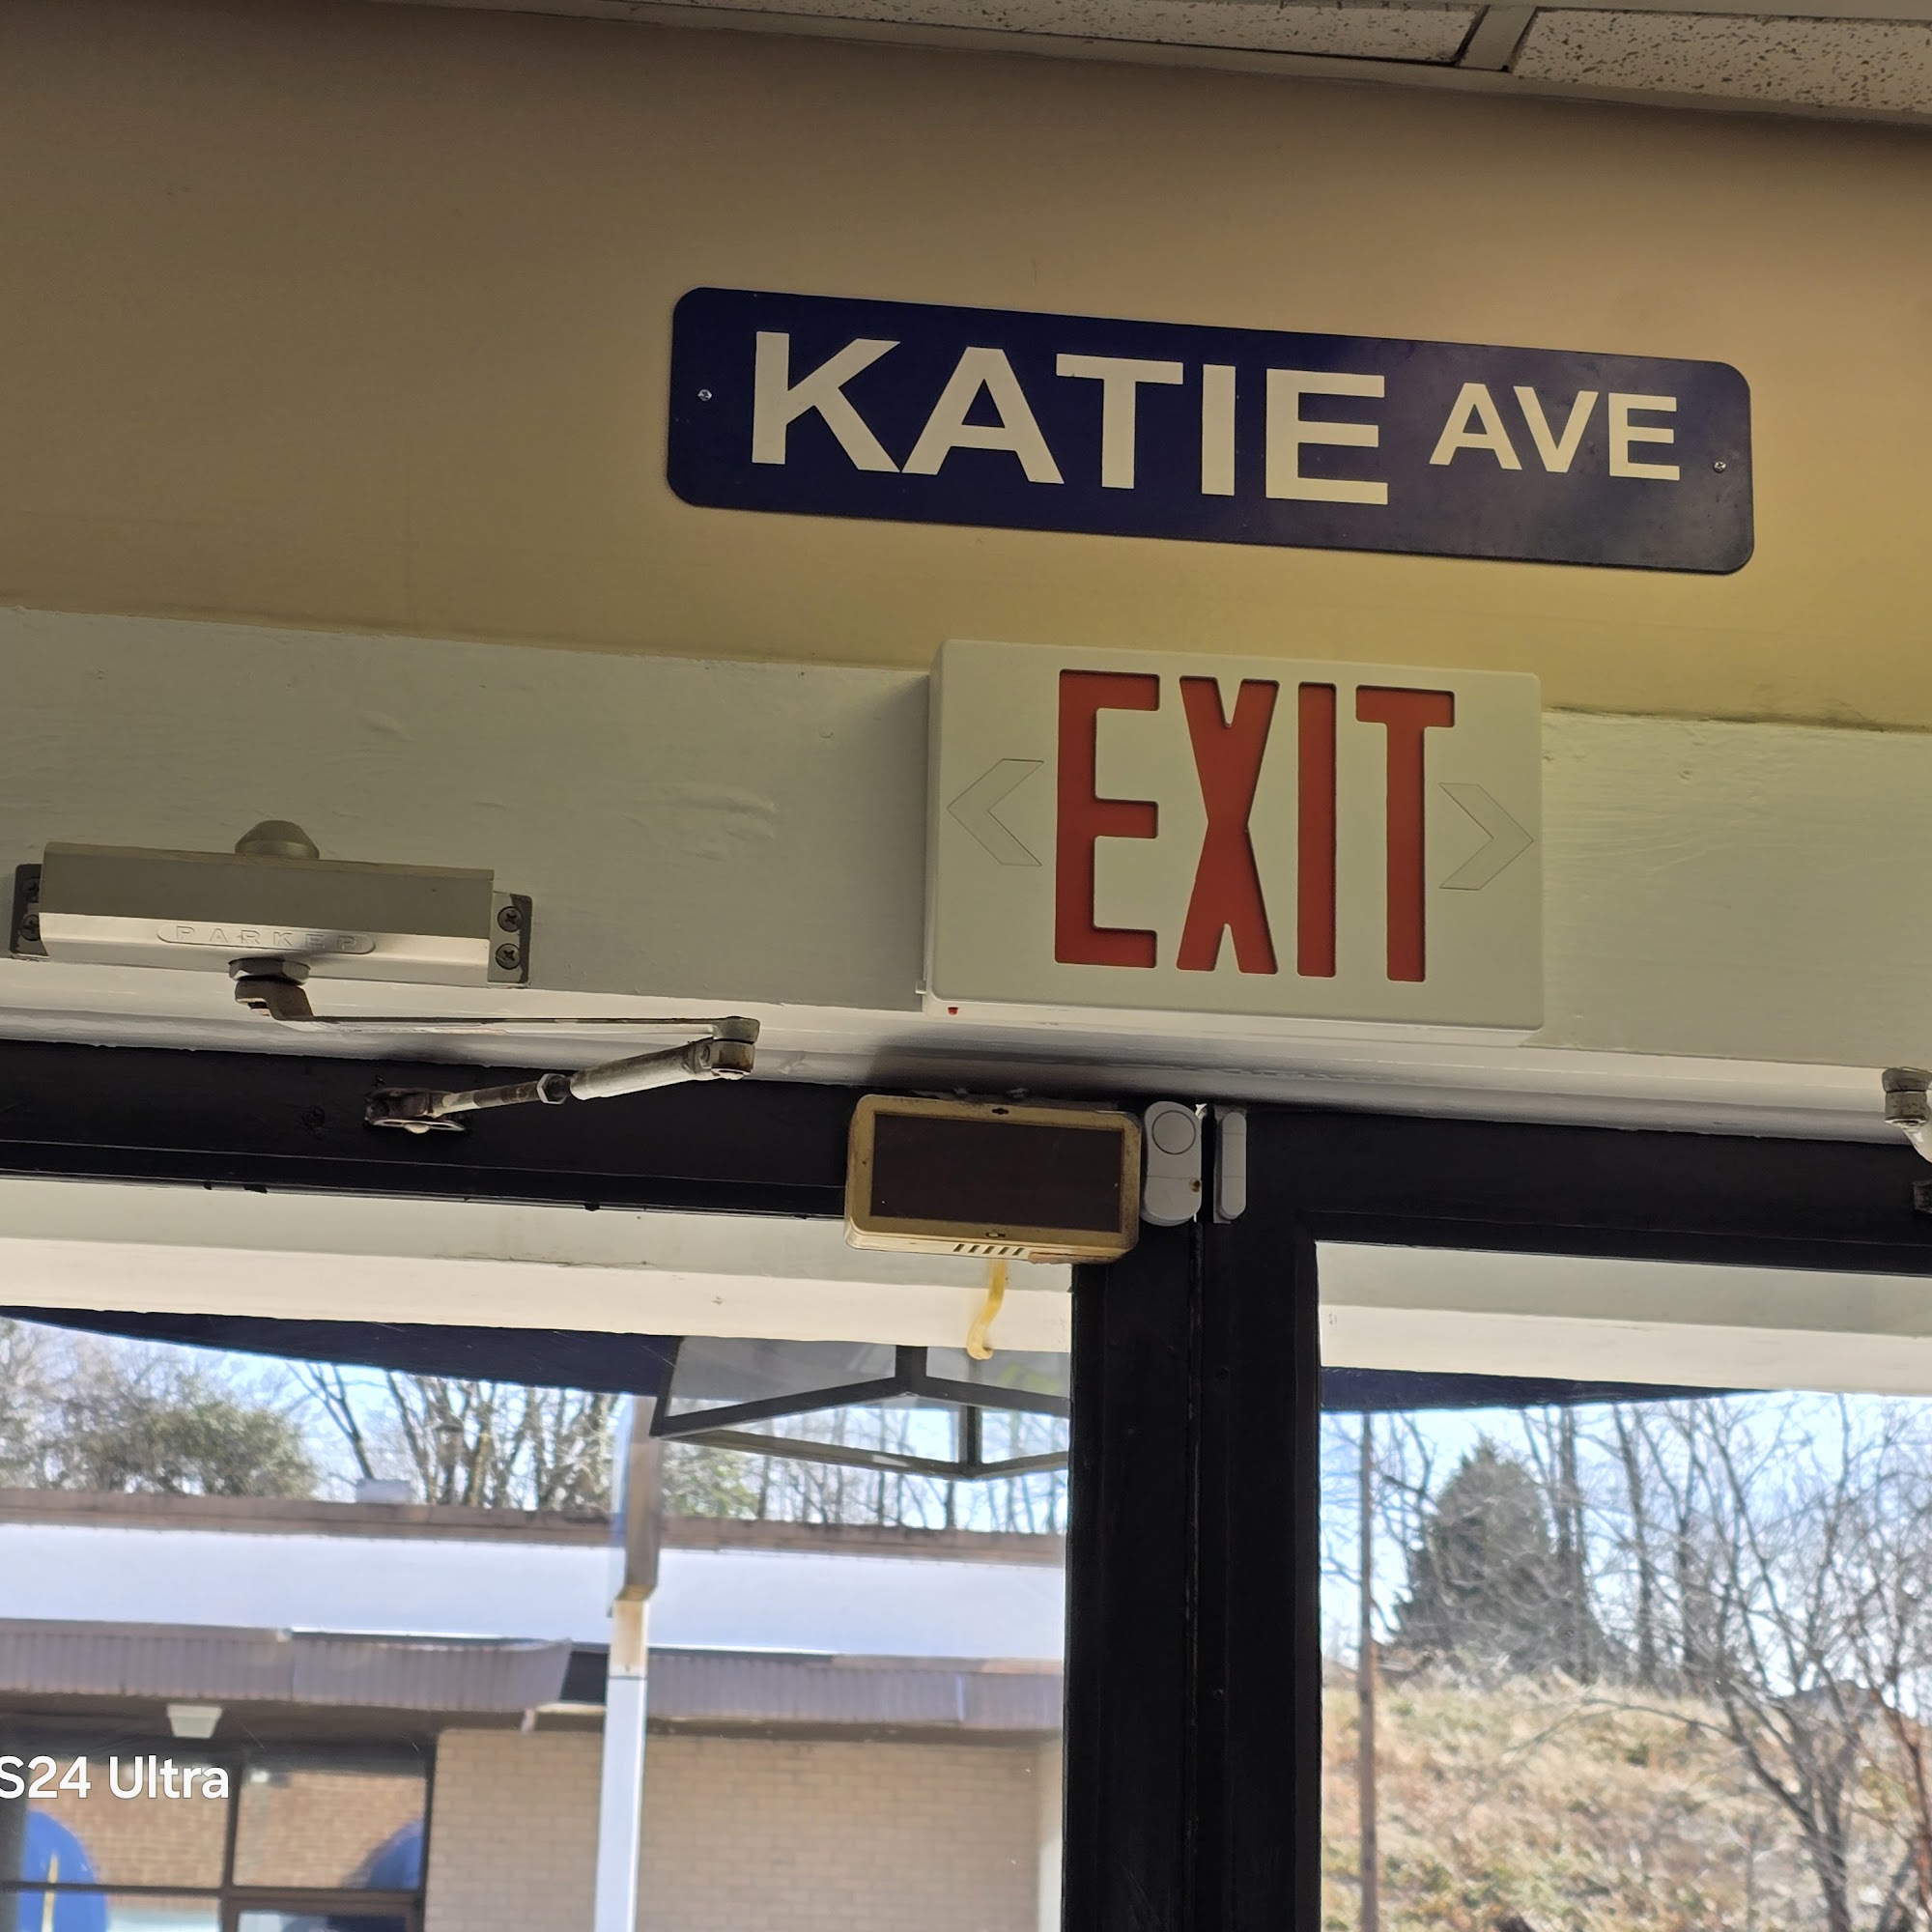 KATIE AVE
EXIT
PARKER
S24 Ultra